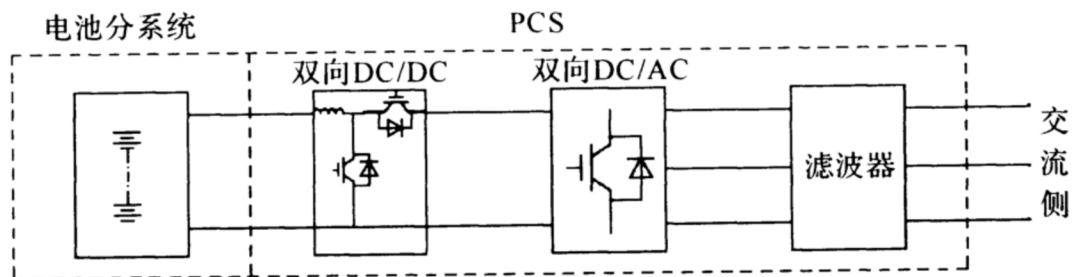 电池分系统
PCS
双向DC/DC
双向DC/AC
滤波器
交流侧